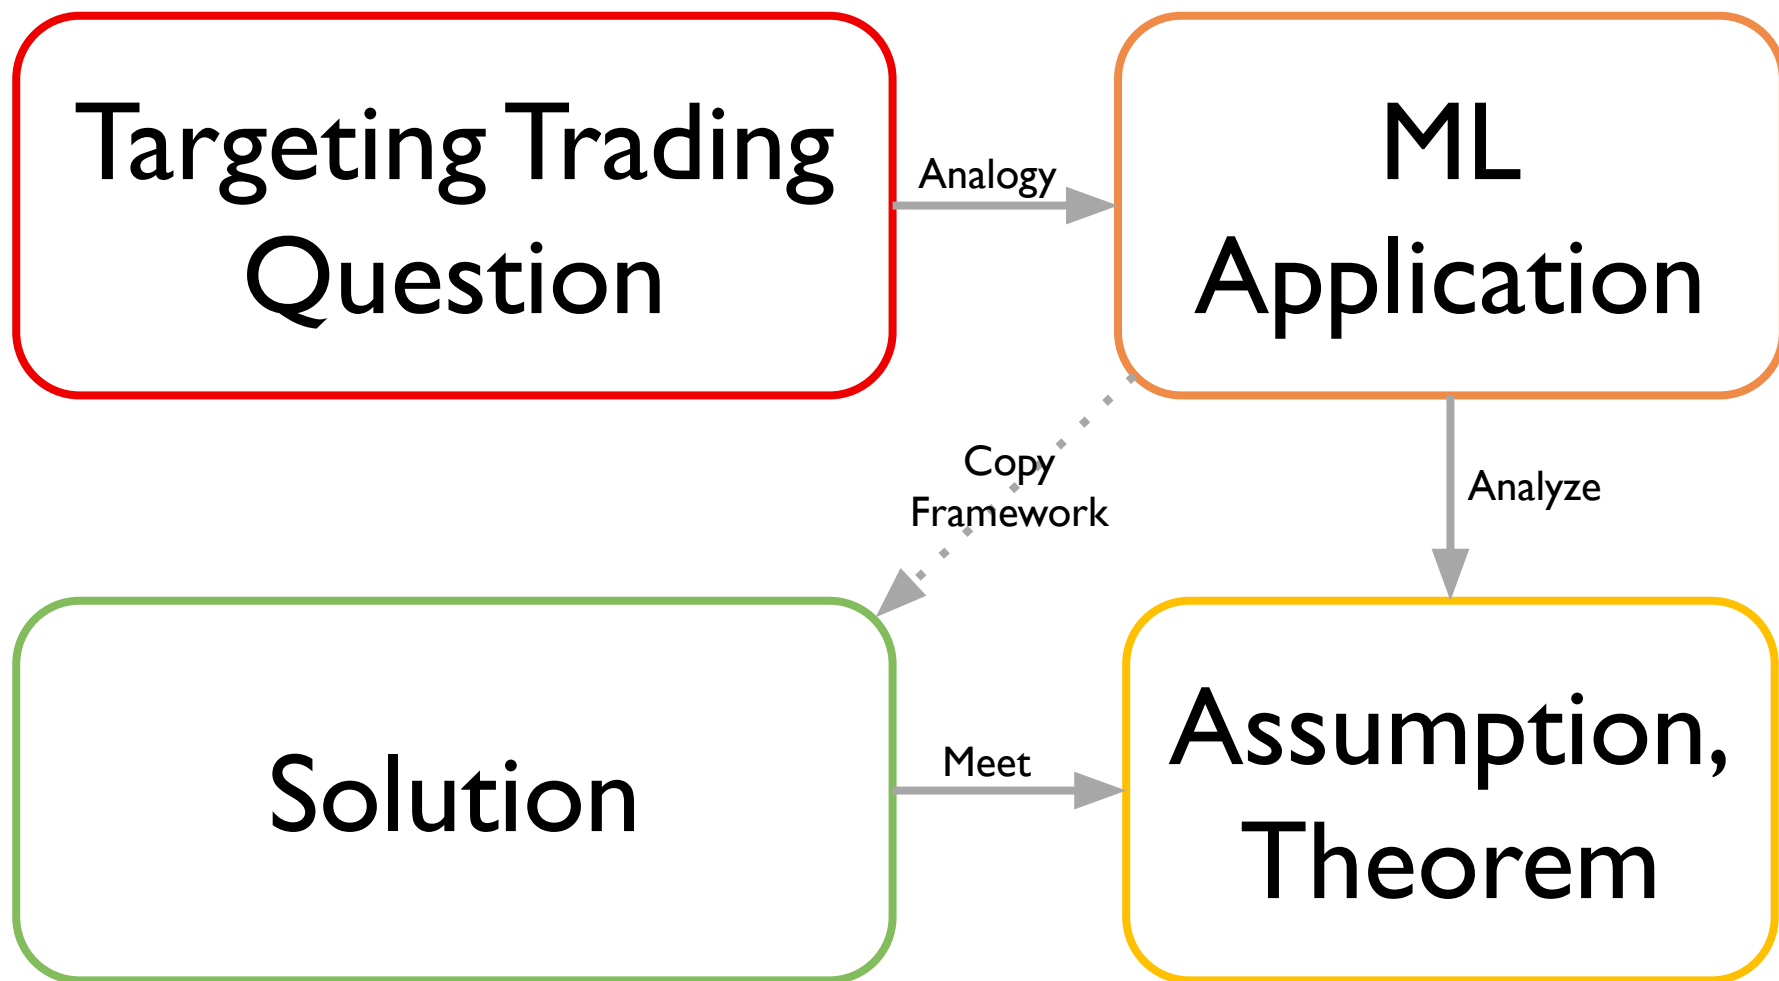 Targeting Trading
Question
Analogy
ML
Application
Copy
Framework
Analyze
Solution
Meet
Assumption,
Theorem